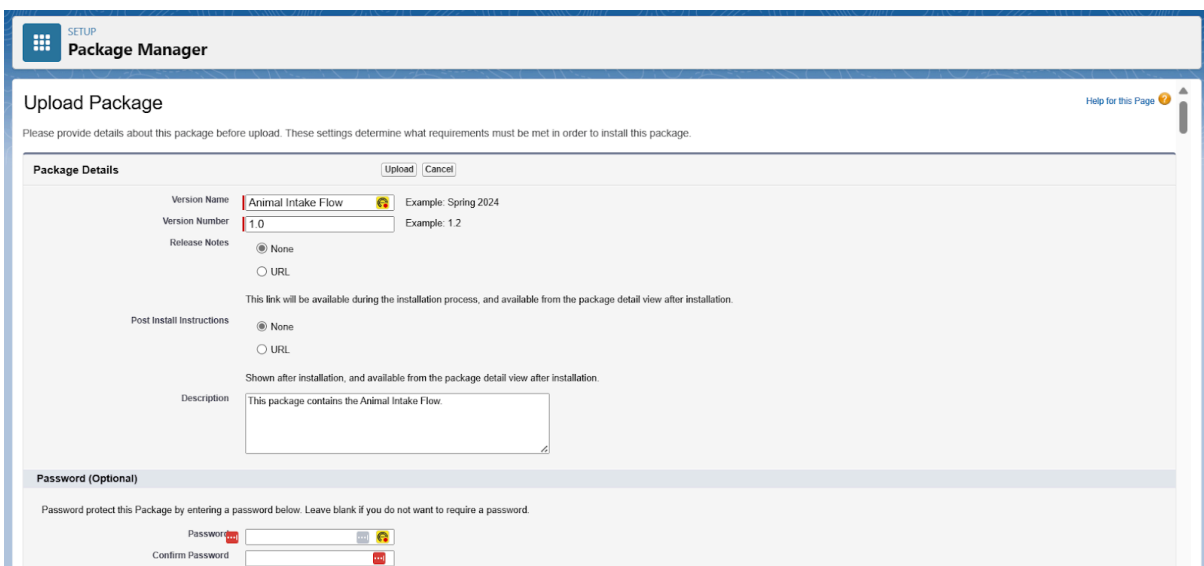 SETUP
Package Manager
Upload Package
Help for this Page
Please provide details about this package before upload. These settings determine what requirements must be met in order to install this package.
Package Details Upload Cancel
Version Name Animal Intake Flow Example: Spring 2024
Version Number 1.0 Example: 1.2
Release Notes None
URL
This link will be available during the installation process, and available from the package detail view after installation.
Post Install Instructions None
URL
Shown after installation, and available from the package detail view after installation.
Description This package contains the Animal Intake Flow.
Password (Optional)
Password protect this Package by entering a password below. Leave blank if you do not want to require a password.
Password
Confirm Password